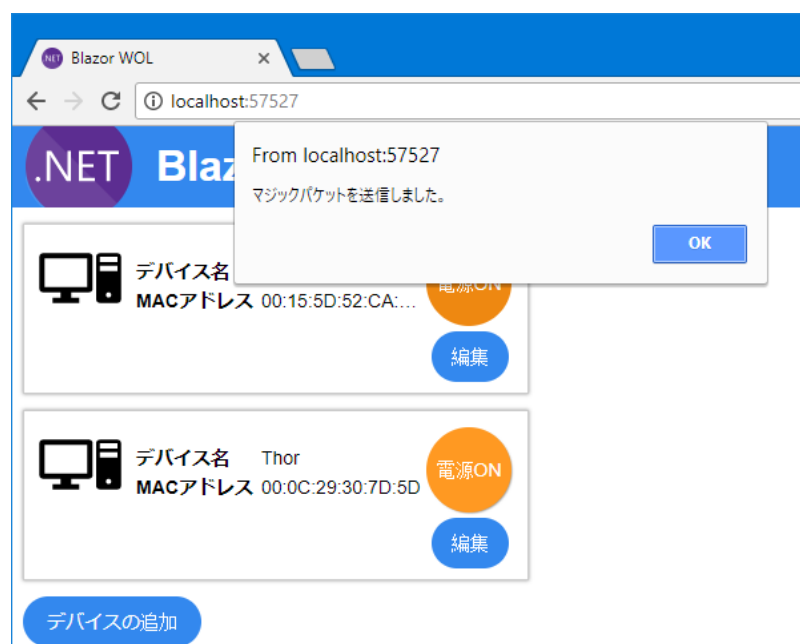 .NET Blazor WOL
localhost:57527
.NET Blaz
From localhost:57527
マジックパケットを送信しました。
OK
デバイス名
MACアドレス 00:15:5D:52:CA:...
電源ON
編集
デバイス名 Thor
MACアドレス 00:0C:29:30:7D:5D
電源ON
編集
デバイスの追加